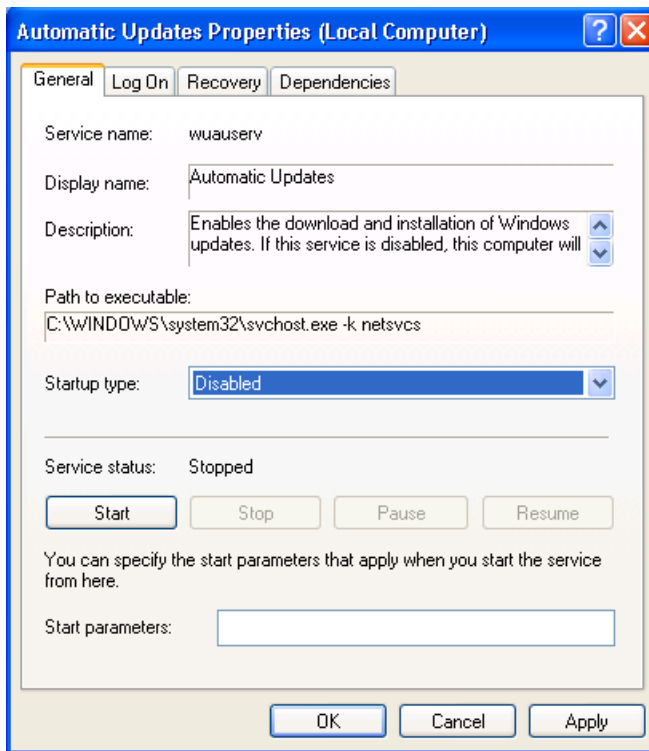 Automatic Updates Properties (Local Computer)
General Log On Recovery Dependencies
Service name: wuauserv
Display name: Automatic Updates
Description: Enables the download and installation of Windows
updates. If this service is disabled, this computer will
Path to executable:
C:\WINDOWS\system32\svchost.exe -k netsvcs
Startup type: Disabled
Service status: Stopped
Start Stop Pause Resume
You can specify the start parameters that apply when you start the service
from here.
Start parameters:
OK Cancel Apply